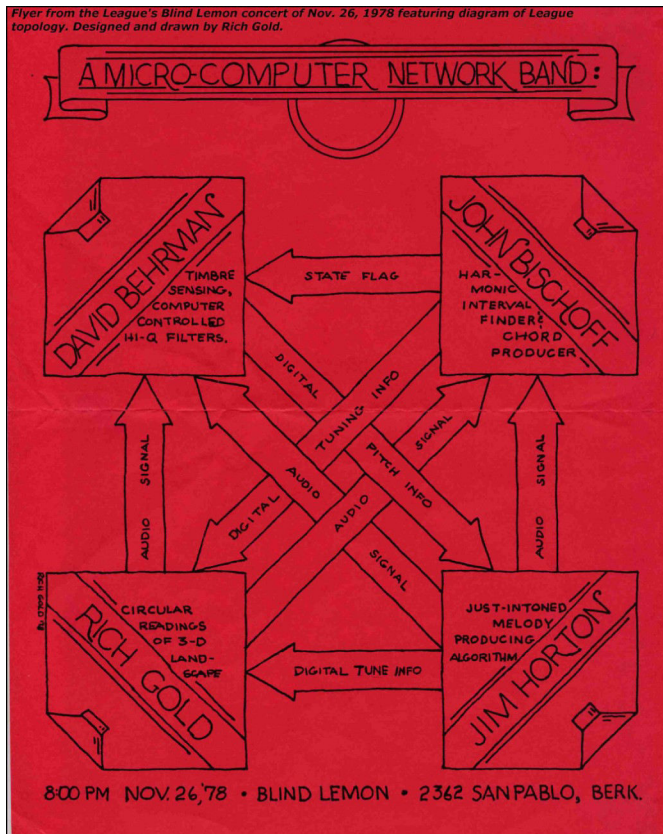 Flyer from the League's Blind Lemon concert of Nov. 26, 1978 featuring diagram of League
topology. Designed and drawn by Rich Gold.
A MICRO-COMPUTER NETWORK BAND:
DAVID BEHRMAN
TIMBRE
SENSING,
COMPUTER
CONTROLLED
HI-Q FILTERS.
STATE FLAG
JOHN BISCHOFF
HAR-
MONIC
INTERVAL
FINDER &
CHORD
PRODUCER
DIGITAL PITCH INFO
DIGITAL TUNING INFO
AUDIO SIGNAL
AUDIO SIGNAL
AUDIO SIGNAL
AUDIO SIGNAL
RICH GOLD 78
RICH GOLD
CIRCULAR
READINGS
OF 3-D
LAND-
SCAPE
DIGITAL TUNE INFO
JIM HORTON
JUST-INTONED
MELODY
PRODUCING
ALGORITHM
8:00 PM NOV. 26,'78 • BLIND LEMON • 2362 SAN PABLO, BERK.